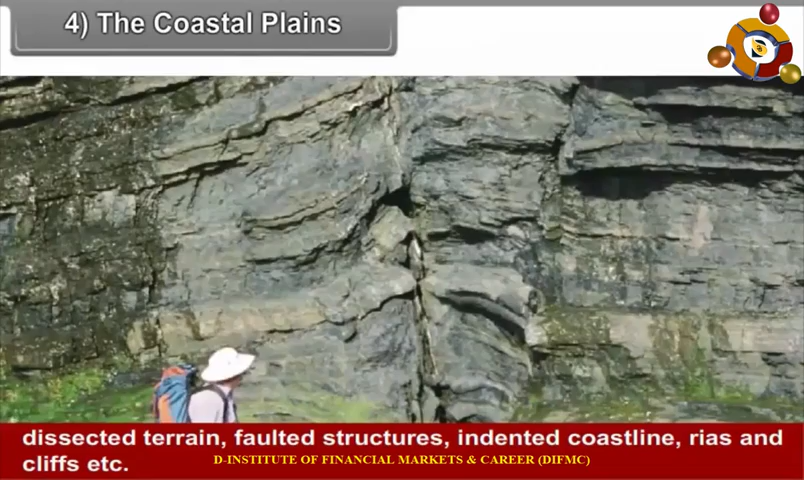 4) The Coastal Plains
dissected terrain, faulted structures, indented coastline, rias and
cliffs etc.
D-INSTITUTE OF FINANCIAL MARKETS & CAREER (DIFMC)